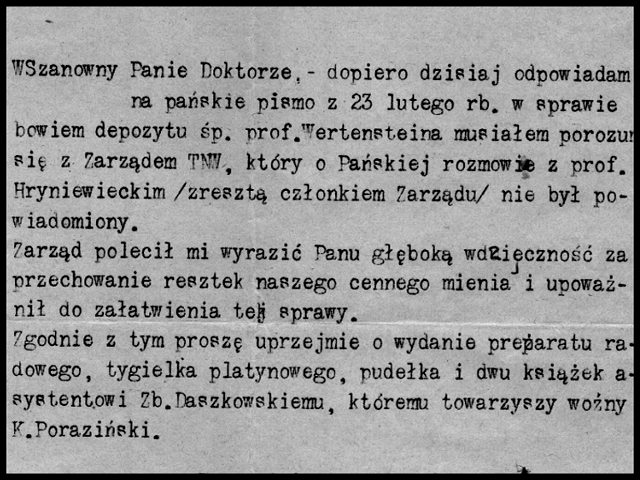 WSzanowny Panie Doktorze,- dopiero dzisiaj odpowiadam
na pańskie pismo z 23 lutego rb. w sprawie
bowiem depozytu śp. prof.Wertensteina musiałem porozum
się z Zarządem TNW, który o Pańskiej rozmowie z prof.
Hryniewieckim /zresztą członkiem Zarządu/ nie był po-
wiadomiony.
Zarząd polecił mi wyrazić Panu głęboką wdzięczność za
przechowanie resztek naszego cennego mienia i upoważ-
nił do załatwienia tej sprawy.
Zgodnie z tym proszę uprzejmie o wydanie preparatu ra-
dowego, tygielka platynowego, pudełka i dwu książek a-
systentowi Zb.Daszkowskiemu, któremu towarzyszy woźny
K.Poraziński.